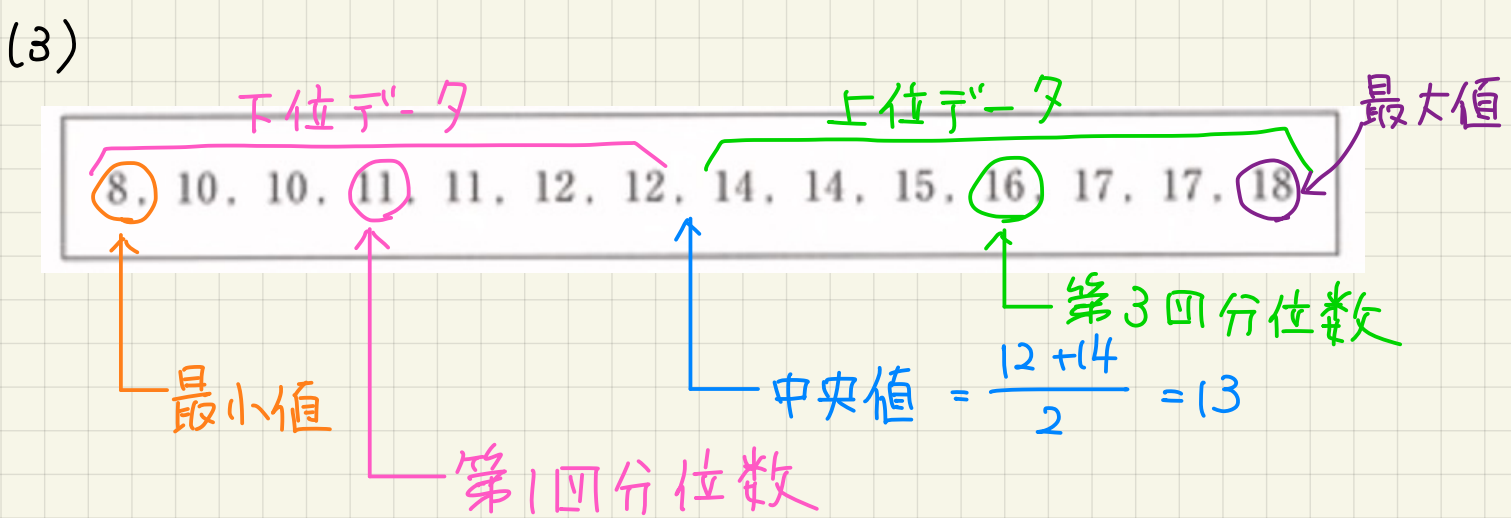 (3)
下位データ 上位データ 最大値
8, 10, 10, 11, 11, 12, 12, 14, 14, 15, 16, 17, 17, 18
第3四分位数
最小値 中央値 = \frac{12+14}{2} = 13
第1四分位数